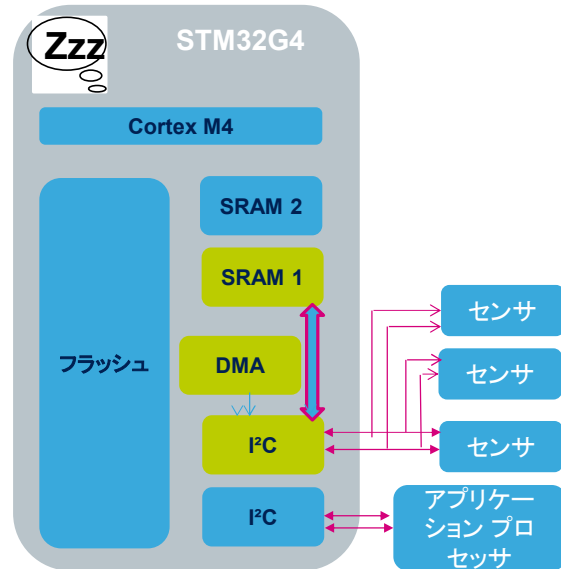 Zzz
STM32G4
Cortex M4
SRAM 2
SRAM 1
フラッシュ
DMA
I²C
I²C
センサ
センサ
センサ
アプリケー
ション プロ
セッサ